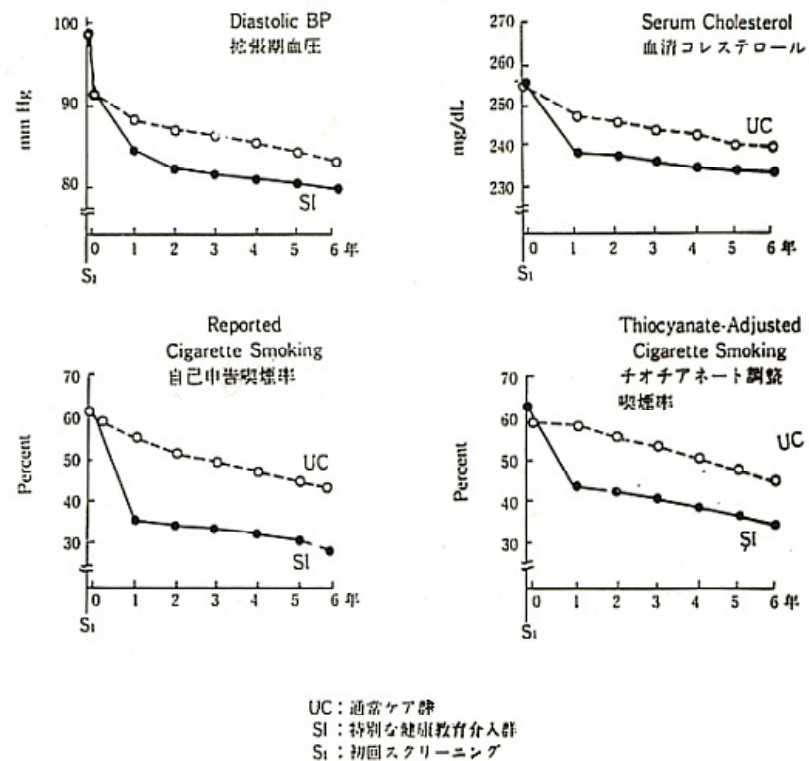 Diastolic BP
拡張期血圧
mm Hg
100
90
80
SI
0 1 2 3 4 5 6 年
S₁
Serum Cholesterol
血清コレステロール
mg/dL
270
260
250
240
230
UC
0 1 2 3 4 5 6 年
S₁
Reported
Cigarette Smoking
自己申告喫煙率
Percent
70
60
50
40
30
UC
SI
0 1 2 3 4 5 6 年
S₁
Thiocyanate-Adjusted
Cigarette Smoking
チオチアネート調整
喫煙率
Percent
70
60
50
40
30
UC
SI
0 1 2 3 4 5 6 年
S₁
UC：通常ケア群
SI：特別な健康教育介入群
S₁：初回スクリーニング